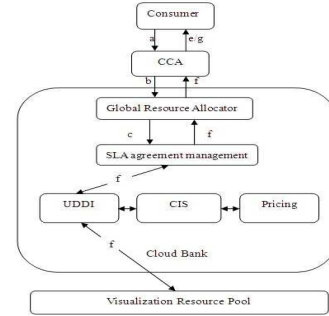 Consumer
a
e/g
CCA
b
f
Global Resource Allocator
c
f
SLA agreement management
f
UDDI
CIS
Pricing
f
Cloud Bank
Visualization Resource Pool